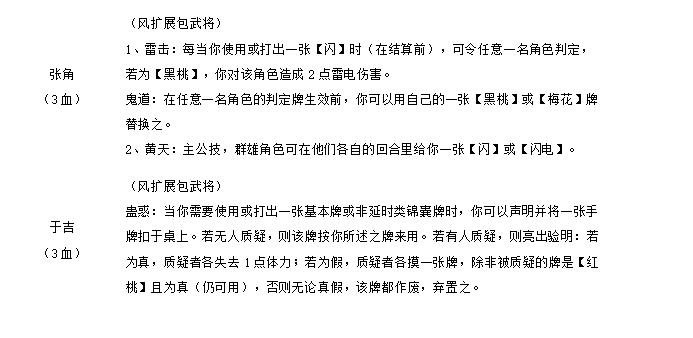 （风扩展包武将）
1、雷击：每当你使用或打出一张【闪】时（在结算前），可令任意一名角色判定，
若为【黑桃】，你对该角色造成 2 点雷电伤害。
张角
（3 血）
鬼道：在任意一名角色的判定牌生效前，你可以用自己的一张【黑桃】或【梅花】牌
替换之。
2、黄天：主公技，群雄角色可在他们各自的回合里给你一张【闪】或【闪电】。
（风扩展包武将）
蛊惑：当你需要使用或打出一张基本牌或非延时类锦囊牌时，你可以声明并将一张手
于吉
（3 血）
牌扣于桌上。若无人质疑，则该牌按你所述之牌来用。若有人质疑，则亮出验明：若
为真，质疑者各失去 1 点体力；若为假，质疑者各摸一张牌，除非被质疑的牌是【红
桃】且为真（仍可用），否则无论真假，该牌都作废，弃置之。